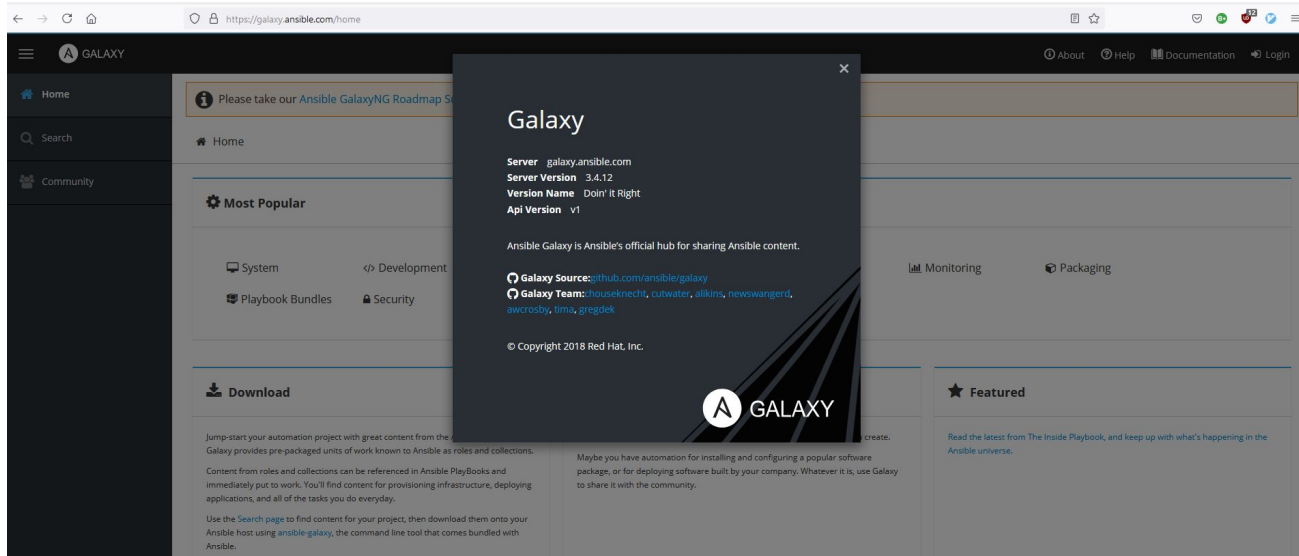 https://galaxy.ansible.com/home
12
GALAXY
About Help Documentation Login
Home
Search
Community
Please take our Ansible GalaxyNG Roadmap S
Home
Most Popular
System Development Monitoring Packaging
Playbook Bundles Security
Galaxy
Server galaxy.ansible.com
Server Version 3.4.12
Version Name Doin' it Right
Api Version v1
Ansible Galaxy is Ansible's official hub for sharing Ansible content.
Galaxy Source:github.com/ansible/galaxy
Galaxy Team:chouseknecht, cutwater, alikins, newswangerd,
awcrosby, tima, gregdek
© Copyright 2018 Red Hat, Inc.
A GALAXY
Download
Jump-start your automation project with great content from the
Galaxy provides pre-packaged units of work known to Ansible as roles and collections.
Content from roles and collections can be referenced in Ansible PlayBooks and
immediately put to work. You'll find content for provisioning infrastructure, deploying
applications, and all of the tasks you do everyday.
Use the Search page to find content for your project, then download them onto your
Ansible host using ansible-galaxy, the command line tool that comes bundled with
Ansible.
create.
Maybe you have automation for installing and configuring a popular software
package, or for deploying software built by your company. Whatever it is, use Galaxy
to share it with the community.
Featured
Read the latest from The Inside Playbook, and keep up with what's happening in the
Ansible universe.